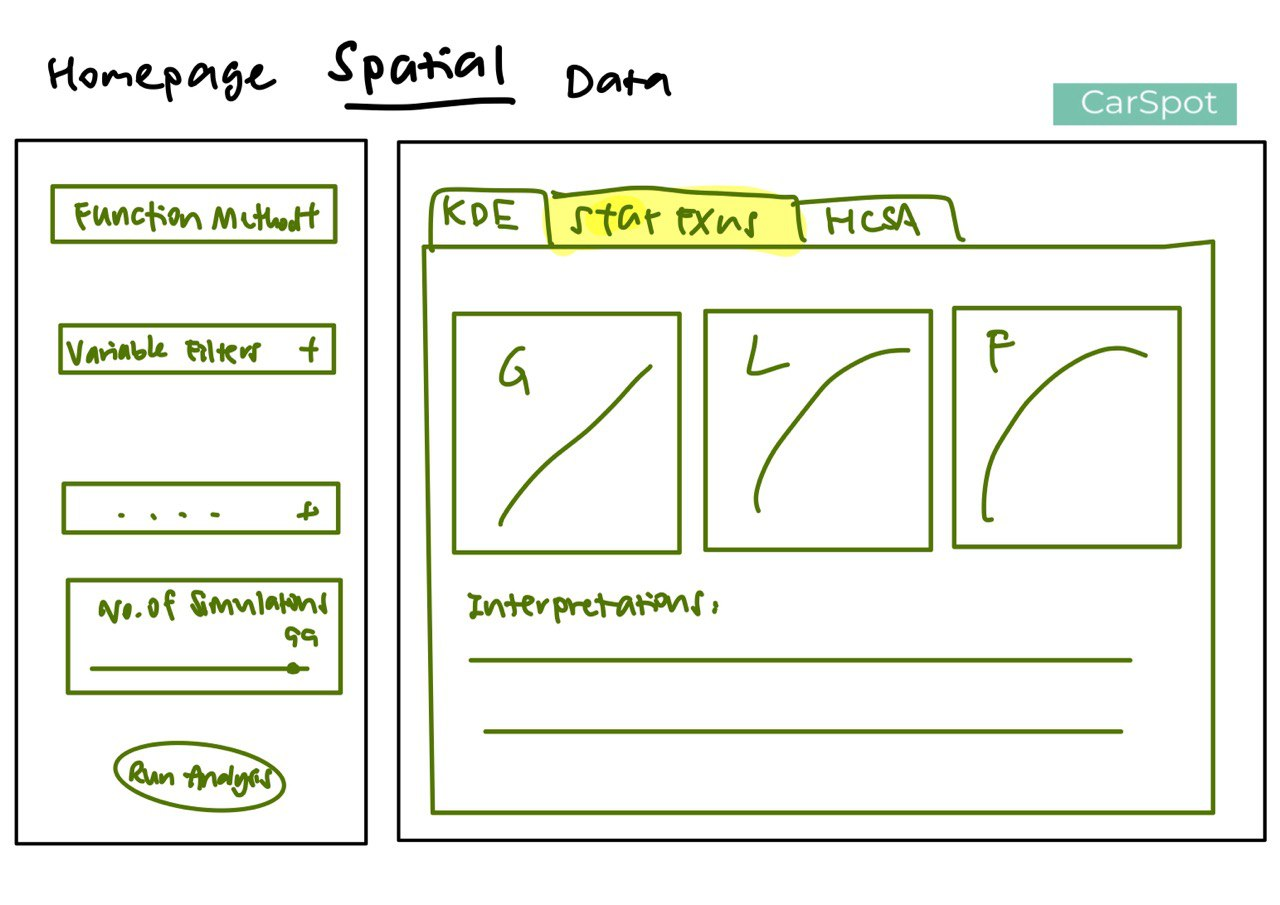 Homepage Spatial Data
CarSpot
Function Method +
Variable Filters +
. . . . +
No. of Simulations
99
Run Analysis
KDE Stat Fxns HCSA
G L F
Interpretations: